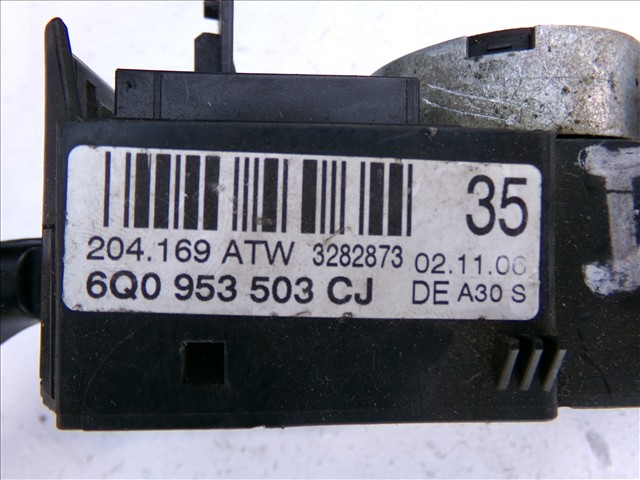 35
204.169 ATW 3282873 02.11.06
6Q0 953 503 CJ DE A30 S